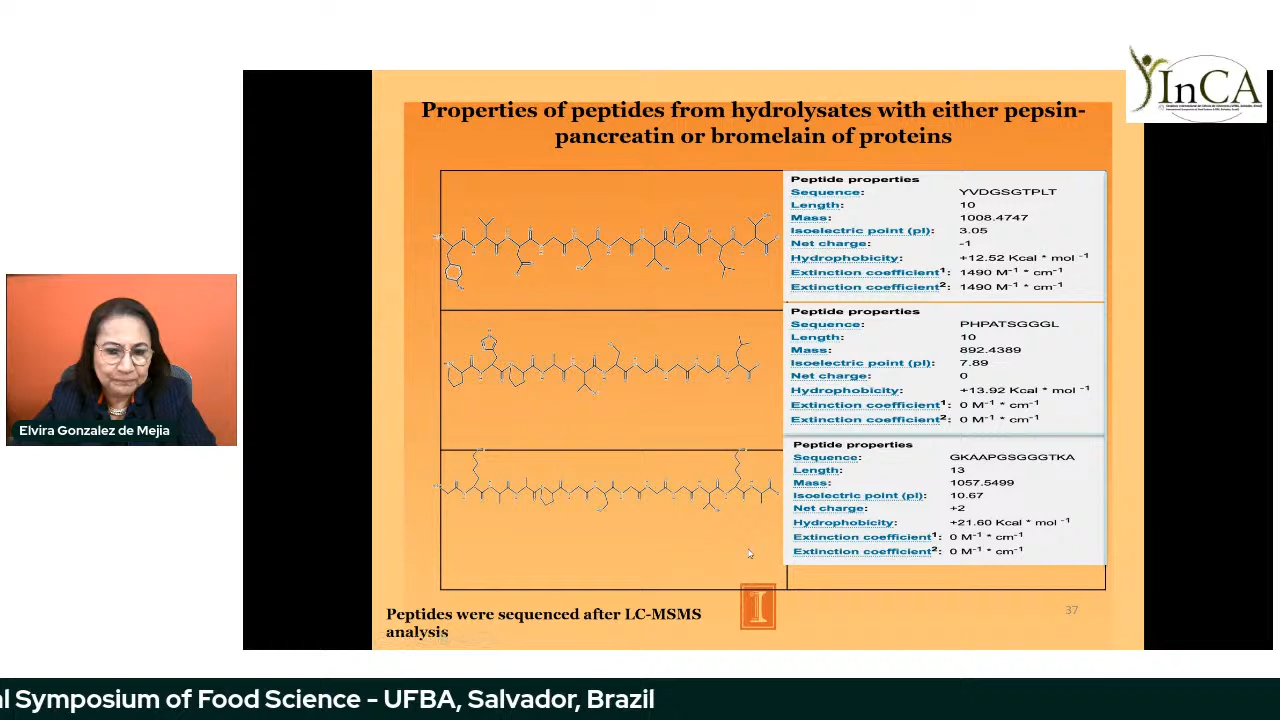 InCA
Properties of peptides from hydrolysates with either pepsin-
pancreatin or bromelain of proteins
Peptide properties
Sequence: YVDGSGTPLT
Length: 10
Mass: 1008.4747
Isoelectric point (pI): 3.05
Net charge: -1
Hydrophobicity: +12.52 Kcal * mol -1
Extinction coefficient1: 1490 M-1 * cm-1
Extinction coefficient2: 1490 M-1 * cm-1
Peptide properties
Sequence: PHPATSGGGL
Length: 10
Mass: 892.4389
Isoelectric point (pI): 7.89
Net charge: 0
Hydrophobicity: +13.92 Kcal * mol -1
Extinction coefficient1: 0 M-1 * cm-1
Extinction coefficient2: 0 M-1 * cm-1
Peptide properties
Sequence: GKAAPGSGGGTKA
Length: 13
Mass: 1057.5499
Isoelectric point (pI): 10.67
Net charge: +2
Hydrophobicity: +21.60 Kcal * mol -1
Extinction coefficient1: 0 M-1 * cm-1
Extinction coefficient2: 0 M-1 * cm-1
Elvira Gonzalez de Mejia
Peptides were sequenced after LC-MSMS
analysis
I
37
al Symposium of Food Science - UFBA, Salvador, Brazil